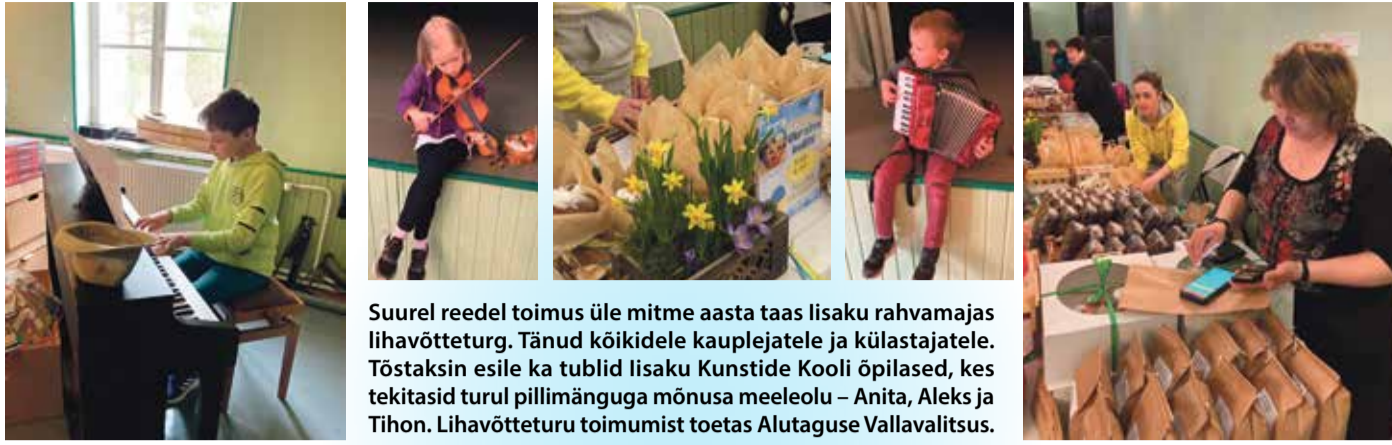 Suurel reedel toimus üle mitme aasta taas Iisaku rahvamajas
lihavõtteturg. Tänud kõikidele kauplejatele ja külastajatele.
Tõstaksin esile ka tublid Iisaku Kunstide Kooli õpilased, kes
tekitasid turul pillimänguga mõnusa meeleolu – Anita, Aleks ja
Tihon. Lihavõtteturu toimumist toetas Alutaguse Vallavalitsus.